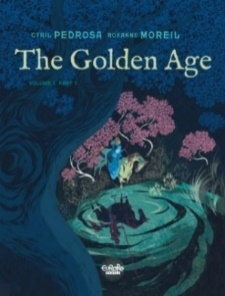 CYRIL PEDROSA ROXANNE MOREIL
The Golden Age
VOLUME 1 PART 1
EUROPE
COMICS